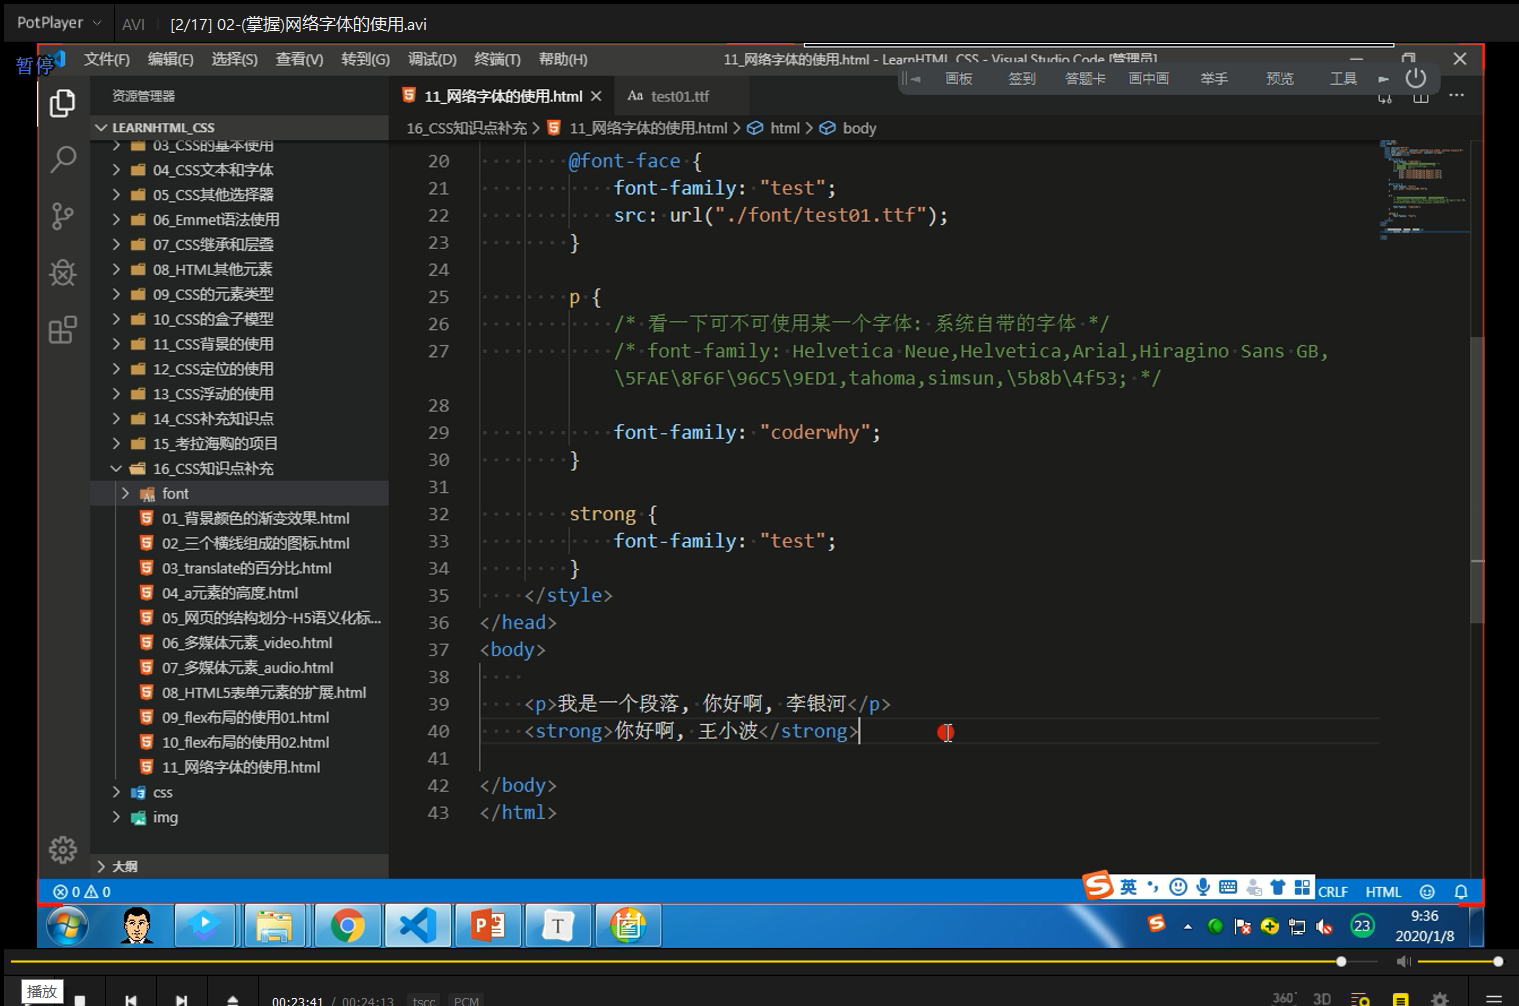 PotPlayer AVI [2/17] 02-(掌握)网络字体的使用.avi
暂停
文件(F) 编辑(E) 选择(S) 查看(V) 转到(G) 调试(D) 终端(T) 帮助(H) 11_网络字体的使用.html - LearnHTML_CSS - Visual Studio Code [管理员]
画板 签到 答题卡 画中画 举手 预览 工具
资源管理器
11_网络字体的使用.html Aa test01.ttf
LEARNHTML_CSS
16_CSS知识点补充 > 11_网络字体的使用.html > html > body
03_CSS的基本使用
04_CSS文本和字体
05_CSS其他选择器
06_Emmet语法使用
07_CSS继承和层叠
08_HTML其他元素
09_CSS的元素类型
10_CSS的盒子模型
11_CSS背景的使用
12_CSS定位的使用
13_CSS浮动的使用
14_CSS补充知识点
15_考拉海购的项目
16_CSS知识点补充
font
01_背景颜色的渐变效果.html
02_三个横线组成的图标.html
03_translate的百分比.html
04_a元素的高度.html
05_网页的结构划分-H5语义化标...
06_多媒体元素_video.html
07_多媒体元素_audio.html
08_HTML5表单元素的扩展.html
09_flex布局的使用01.html
10_flex布局的使用02.html
11_网络字体的使用.html
css
img
大纲
20 @font-face {
21 font-family: "test";
22 src: url("./font/test01.ttf");
23 }
24
25 p {
26 /* 看一下可不可使用某一个字体: 系统自带的字体 */
27 /* font-family: Helvetica Neue,Helvetica,Arial,Hiragino Sans GB,
\5FAE\8F6F\96C5\9ED1,tahoma,simsun,\5b8b\4f53; */
28
29 font-family: "coderwhy";
30 }
31
32 strong {
33 font-family: "test";
34 }
35 </style>
36 </head>
37 <body>
38
39 <p>我是一个段落, 你好啊, 李银河</p>
40 <strong>你好啊, 王小波</strong>
41
42 </body>
43 </html>
0 0 英 CRLF HTML
23 9:36
2020/1/8
播放
00:23:41 / 00:24:13 tscc PCM 360° 3D